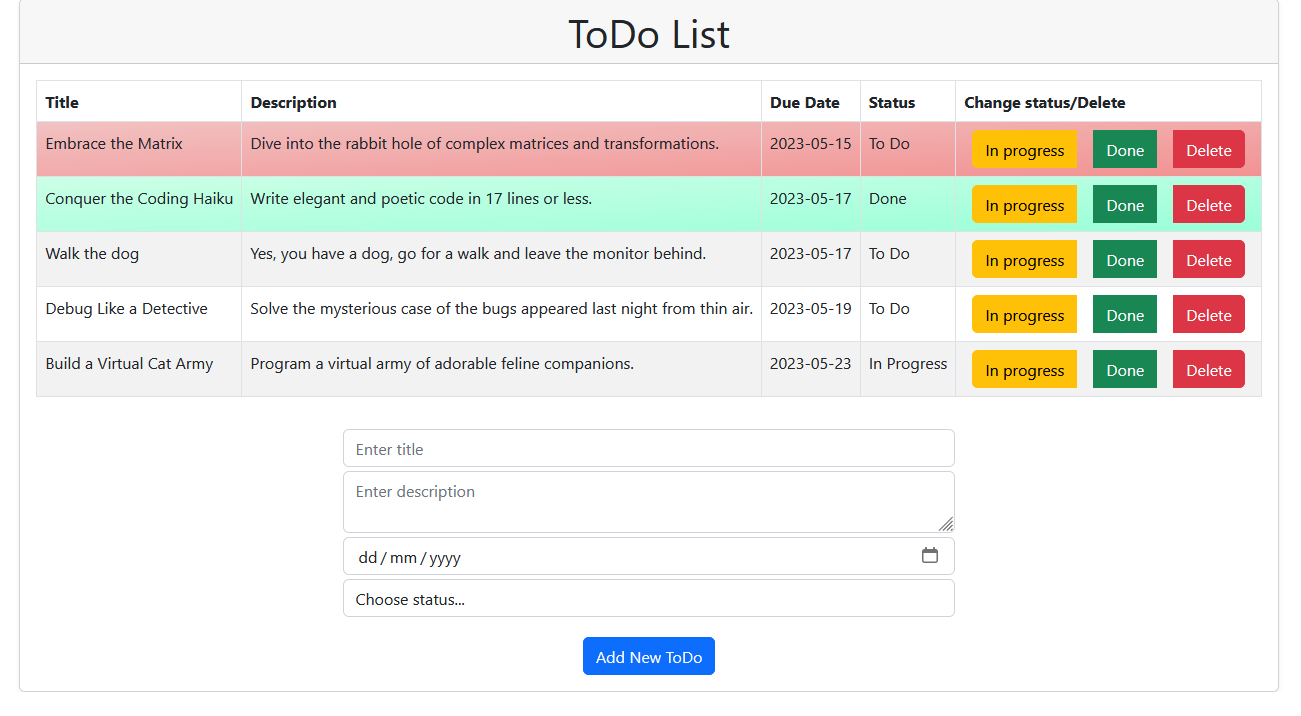 ToDo List
Title Description Due Date Status Change status/Delete
Embrace the Matrix Dive into the rabbit hole of complex matrices and transformations. 2023-05-15 To Do In progress Done Delete
Conquer the Coding Haiku Write elegant and poetic code in 17 lines or less. 2023-05-17 Done In progress Done Delete
Walk the dog Yes, you have a dog, go for a walk and leave the monitor behind. 2023-05-17 To Do In progress Done Delete
Debug Like a Detective Solve the mysterious case of the bugs appeared last night from thin air. 2023-05-19 To Do In progress Done Delete
Build a Virtual Cat Army Program a virtual army of adorable feline companions. 2023-05-23 In Progress In progress Done Delete
Enter title
Enter description
dd/mm/yyyy
Choose status...
Add New ToDo